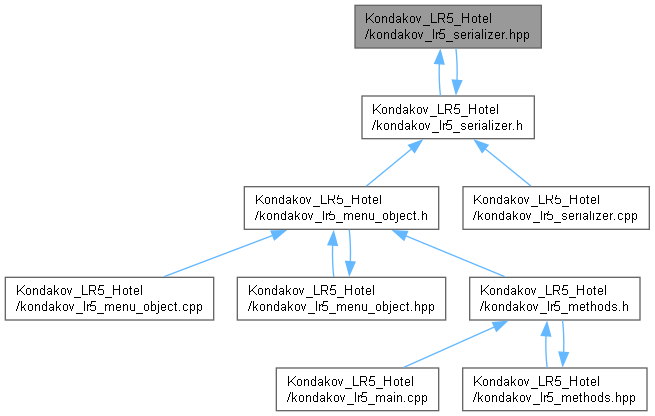 Kondakov_LR5_Hotel
/kondakov_lr5_serializer.hpp
Kondakov_LR5_Hotel
/kondakov_lr5_serializer.h
Kondakov_LR5_Hotel
/kondakov_lr5_menu_object.h
Kondakov_LR5_Hotel
/kondakov_lr5_serializer.cpp
Kondakov_LR5_Hotel
/kondakov_lr5_menu_object.cpp
Kondakov_LR5_Hotel
/kondakov_lr5_menu_object.hpp
Kondakov_LR5_Hotel
/kondakov_lr5_methods.h
Kondakov_LR5_Hotel
/kondakov_lr5_main.cpp
Kondakov_LR5_Hotel
/kondakov_lr5_methods.hpp